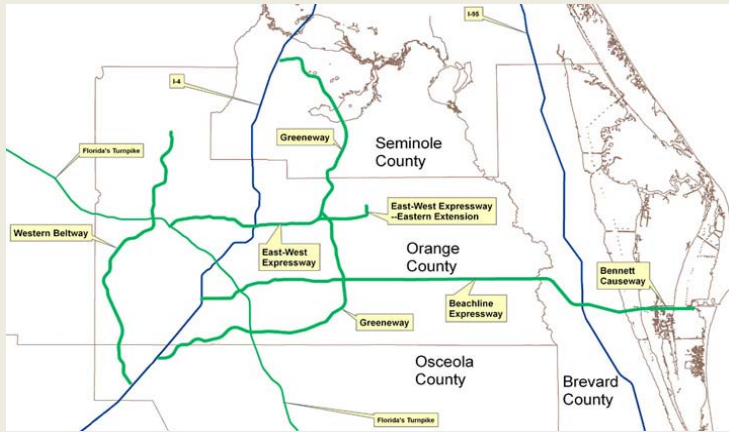 I-95
I-4
Greeneway
Seminole
County
Florida's Turnpike
East-West Expressway
--Eastern Extension
Western Beltway
East-West
Expressway
Orange
County
Bennett
Causeway
Beachline
Expressway
Greeneway
Osceola
County
Brevard
County
Florida's Turnpike